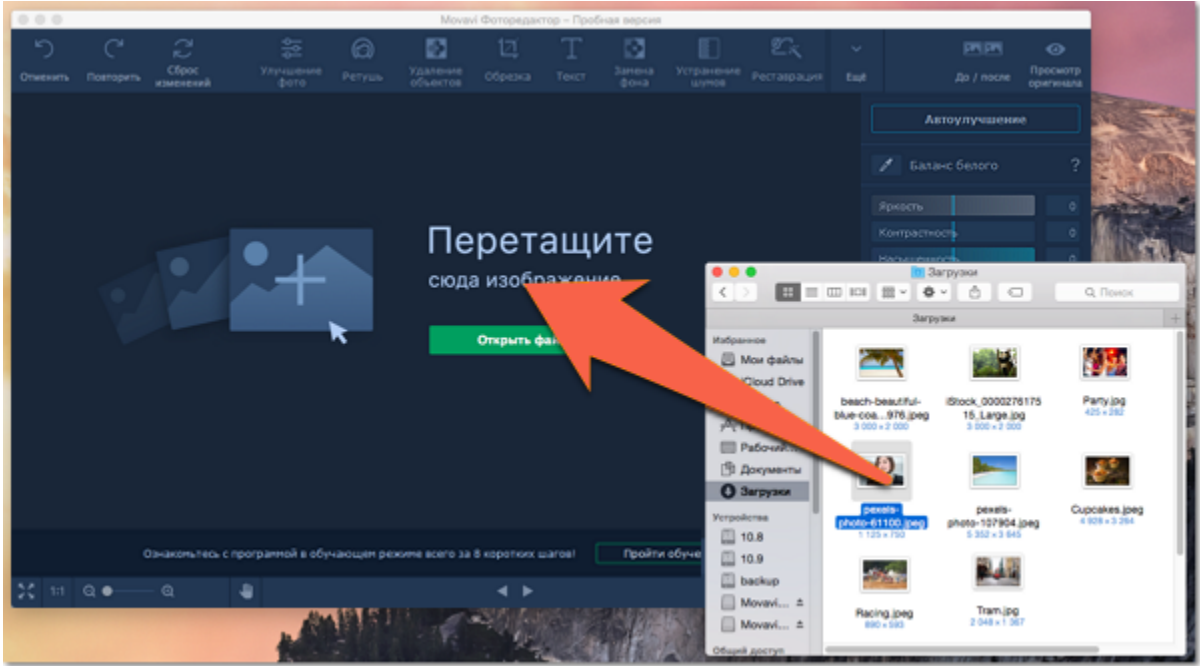 Movavi Фоторедактор – Пробная версия
Отменить
Повторить
Сброс
изменений
Улучшение
фото
Ретушь
Удаление
объектов
Обрезка
Текст
Замена
фона
Устранение
шумов
Реставрация
Ещё
До / после
Просмотр
оригинала
Автоулучшение
Баланс белого
?
Яркость
0
Контрастность
0
Насыщенность
0
Перетащите
сюда изображение
Открыть фай
Ознакомьтесь с программой в обучающем режиме всего за 8 коротких шагов!
Пройти обуче
1:1
Загрузки
Поиск
Загрузки
Избранное
Мои файлы
iCloud Drive
Рабочий...
Документы
Загрузки
Устройства
10.8
10.9
backup
Movavi...
Movavi...
Общий доступ
beach-beautiful-
blue-coa...976.jpeg
3 000 × 2 000
iStock_0000276175
15_Large.jpg
3 000 × 2 000
Party.jpg
425 × 282
pexels-
photo-61100.jpeg
1 125 × 750
pexels-
photo-107904.jpeg
5 352 × 3 645
Cupcakes.jpeg
4 928 × 3 264
Racing.jpeg
890 × 593
Tram.jpg
2 048 × 1 367